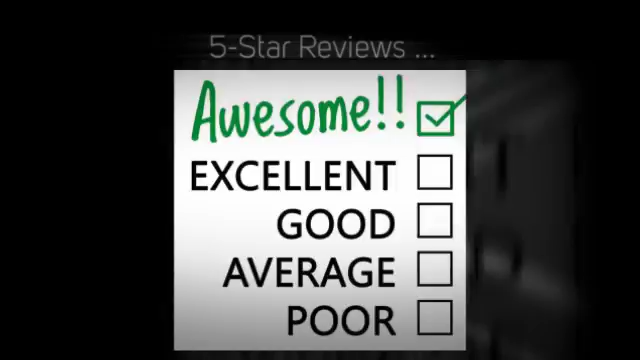 5-Star Reviews ...
Awesome!!
EXCELLENT
GOOD
AVERAGE
POOR